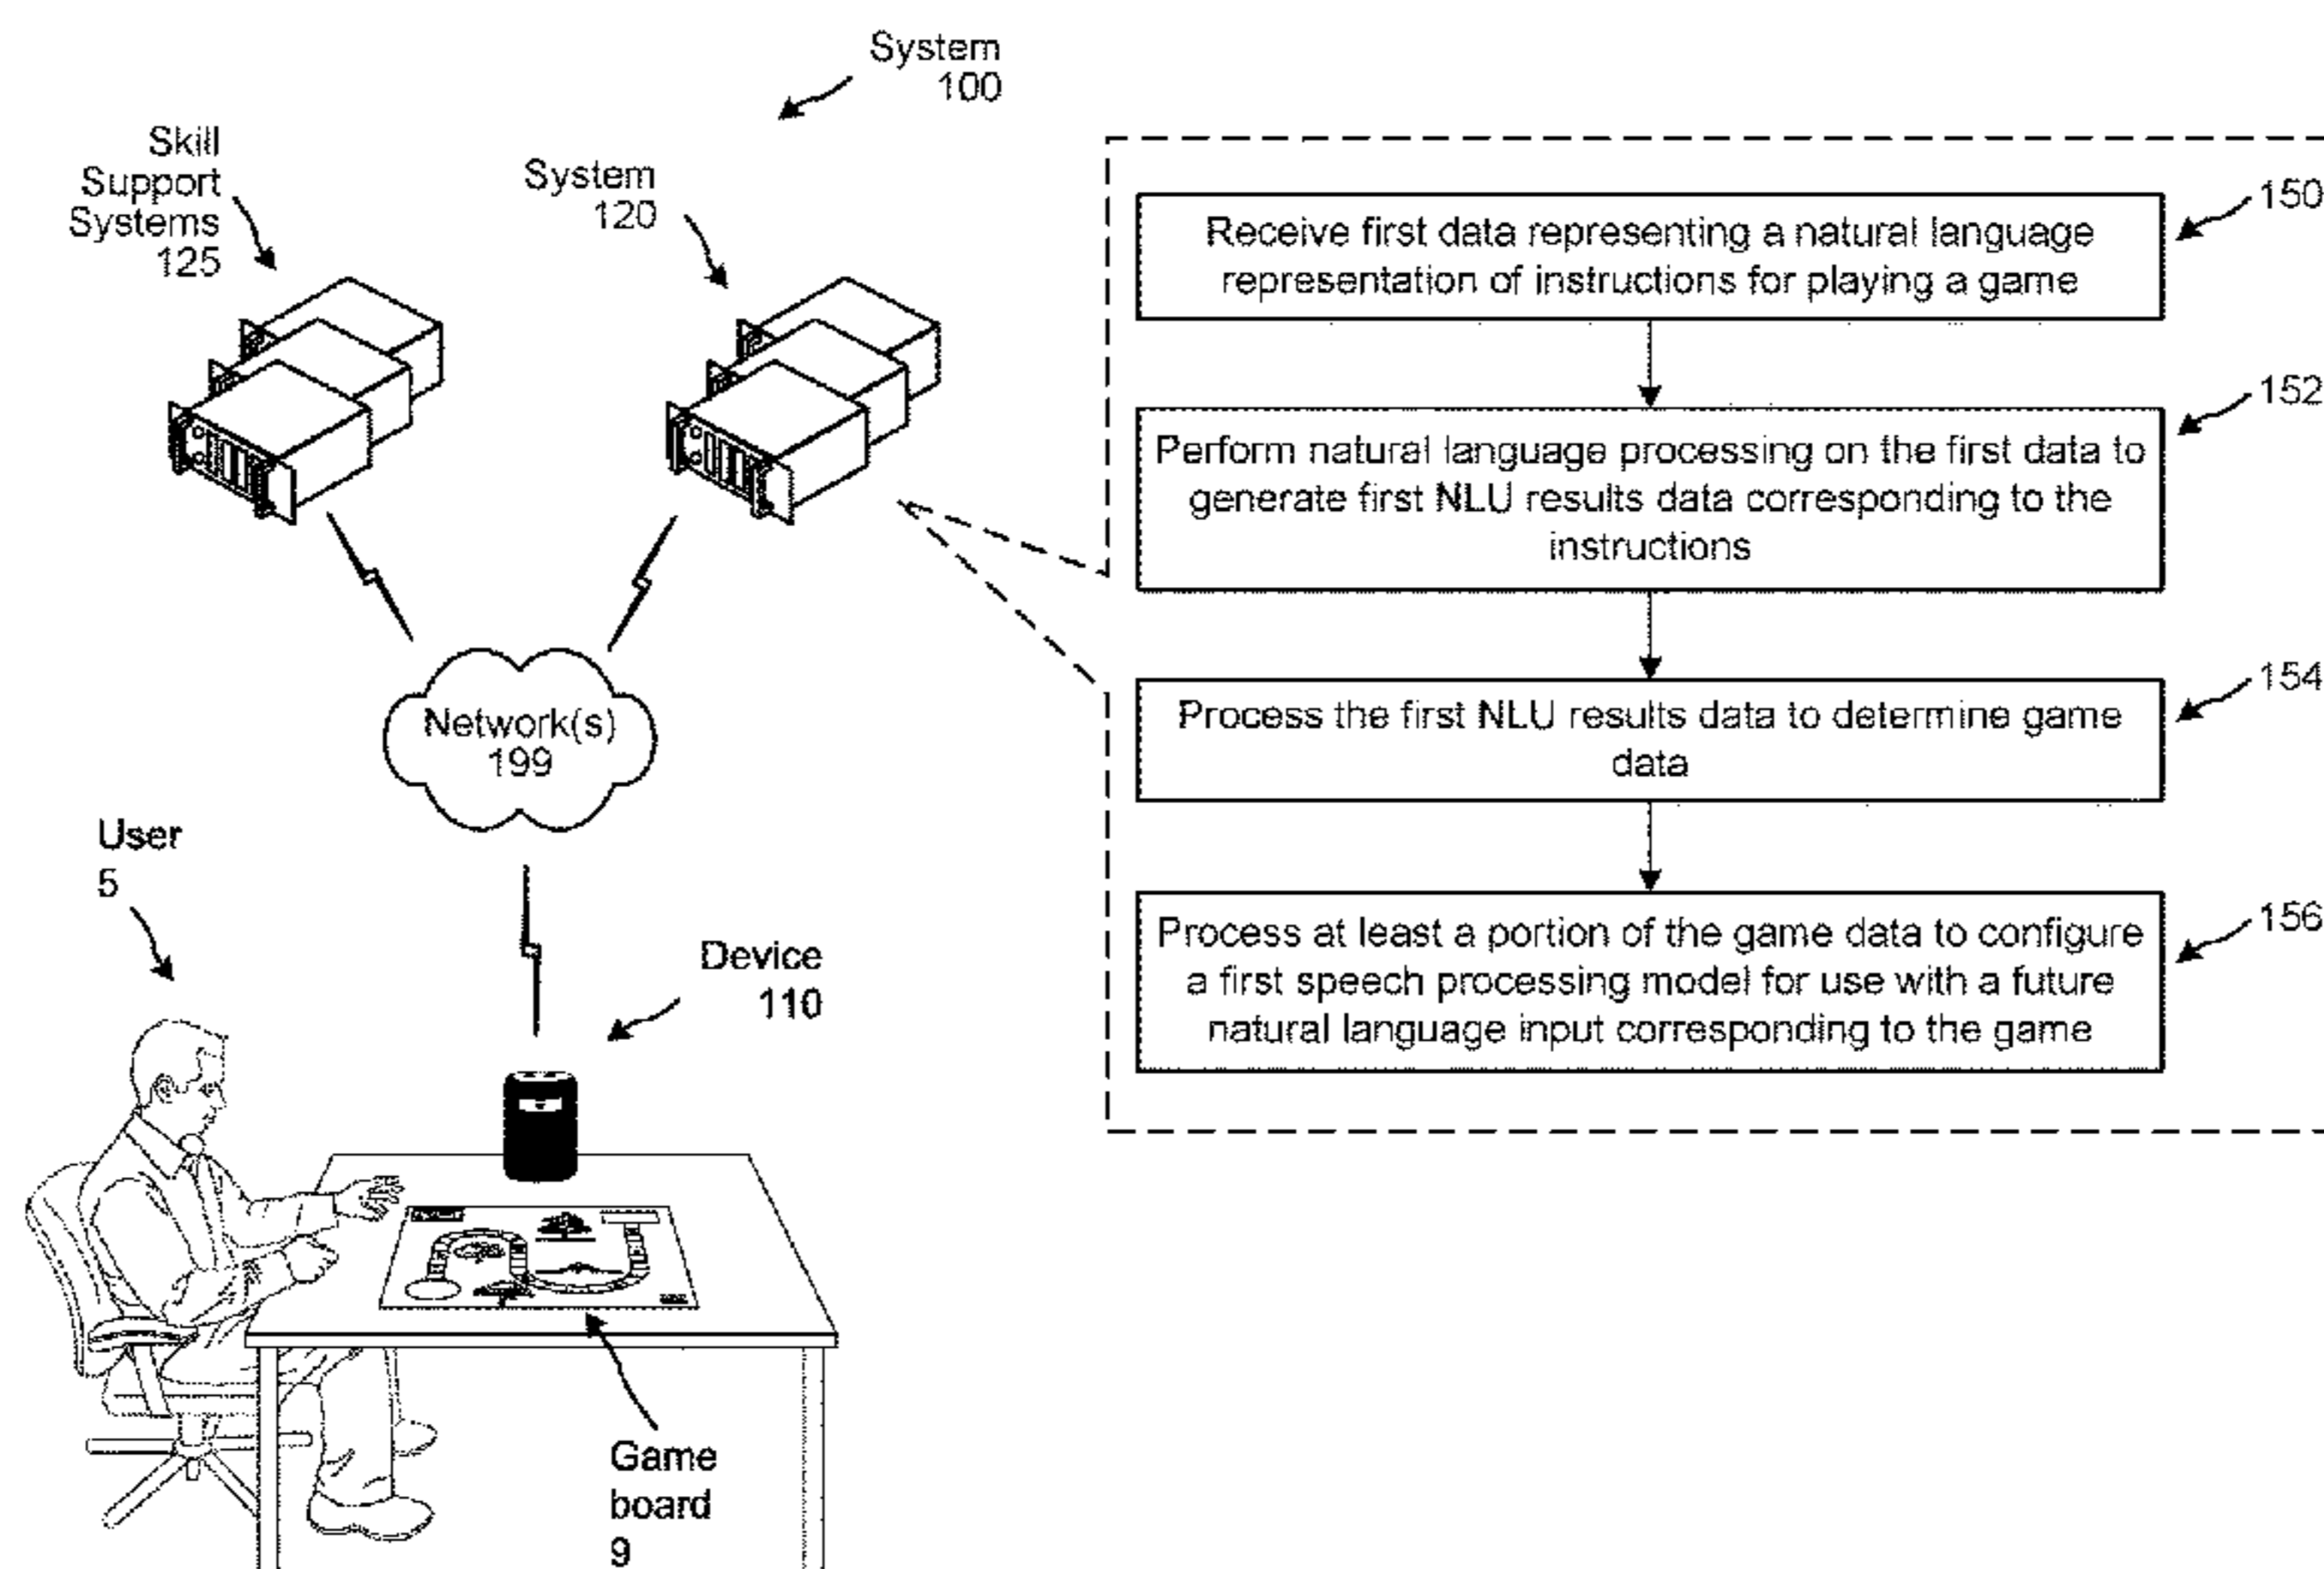 System
100
Skill
Support
Systems
125
System
120
Network(s)
199
User
5
Device
110
Game
board
9
150
Receive first data representing a natural language
representation of instructions for playing a game
152
Perform natural language processing on the first data to
generate first NLU results data corresponding to the
instructions
154
Process the first NLU results data to determine game
data
156
Process at least a portion of the game data to configure
a first speech processing model for use with a future
natural language input corresponding to the game